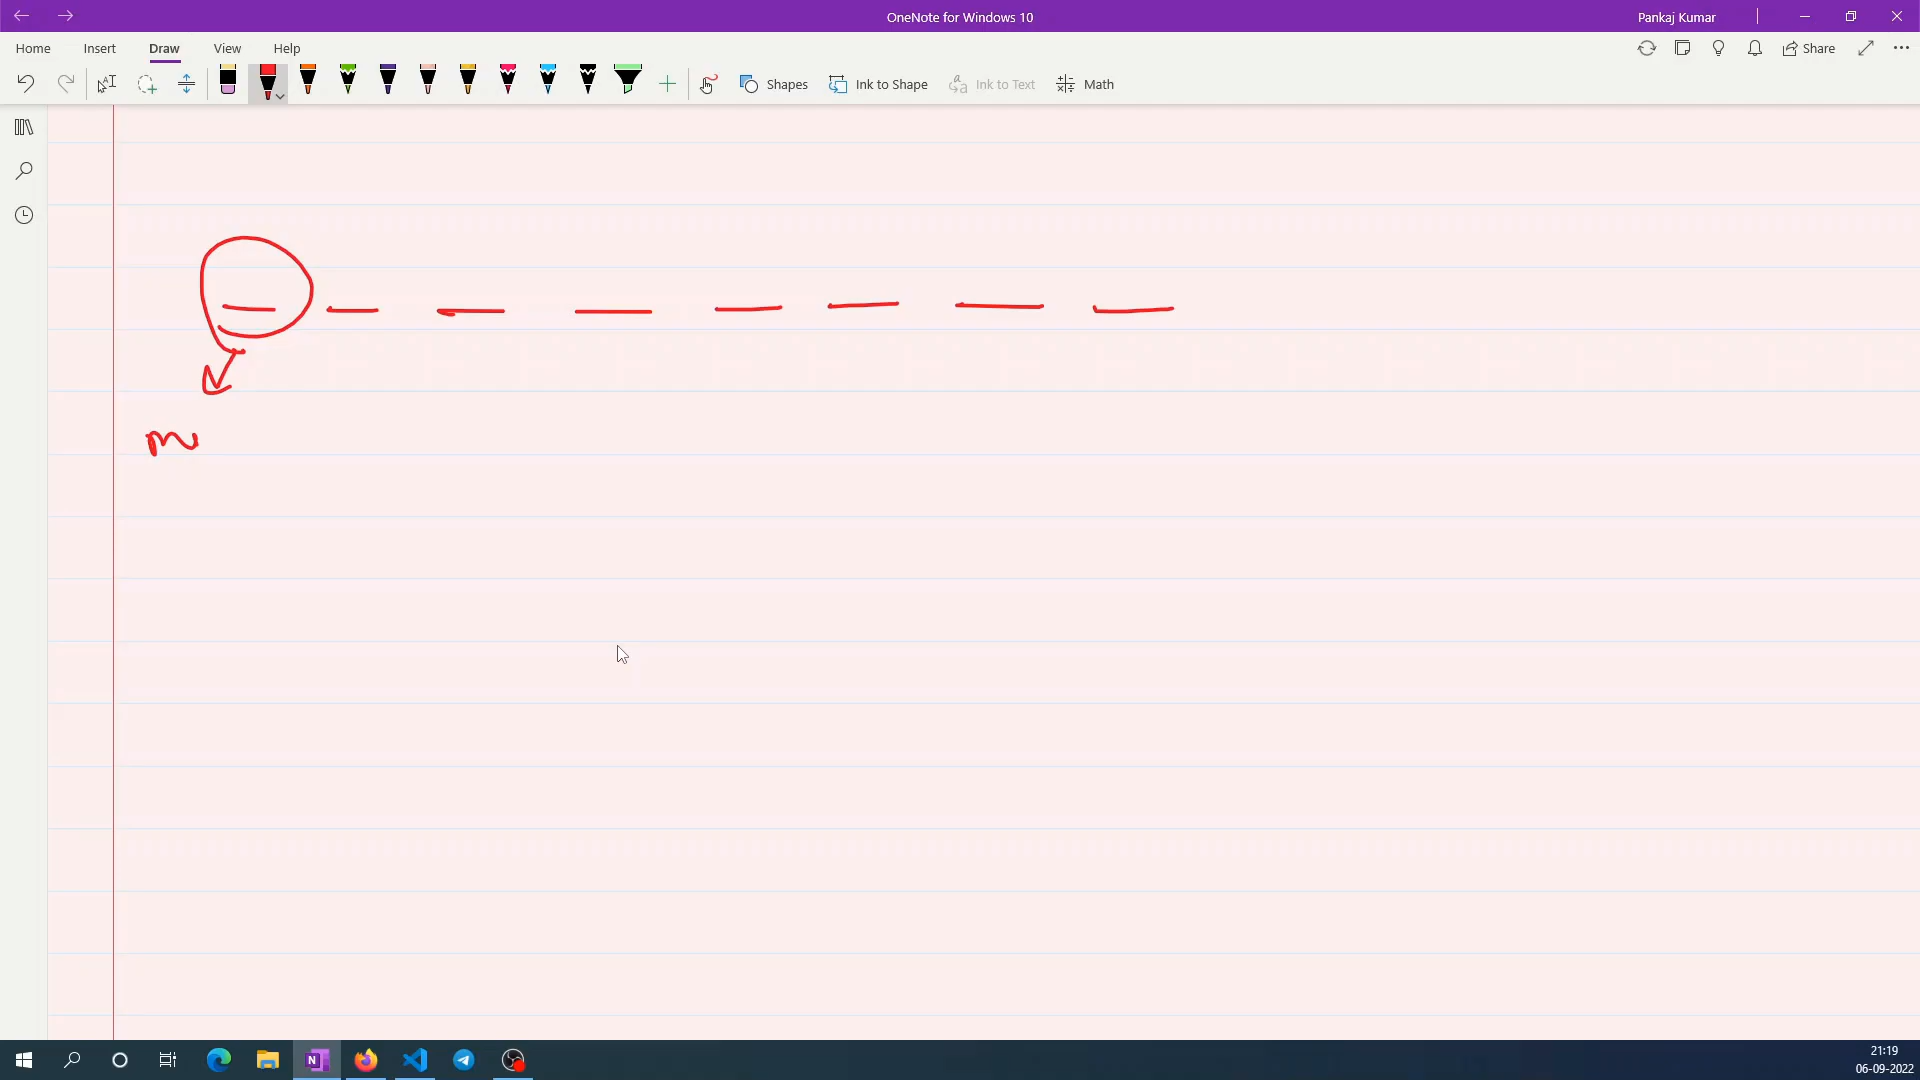 OneNote for Windows 10
Pankaj Kumar
Home Insert Draw View Help
Share
Shapes
Ink to Shape
Ink to Text
Math
21:19
06-09-2022